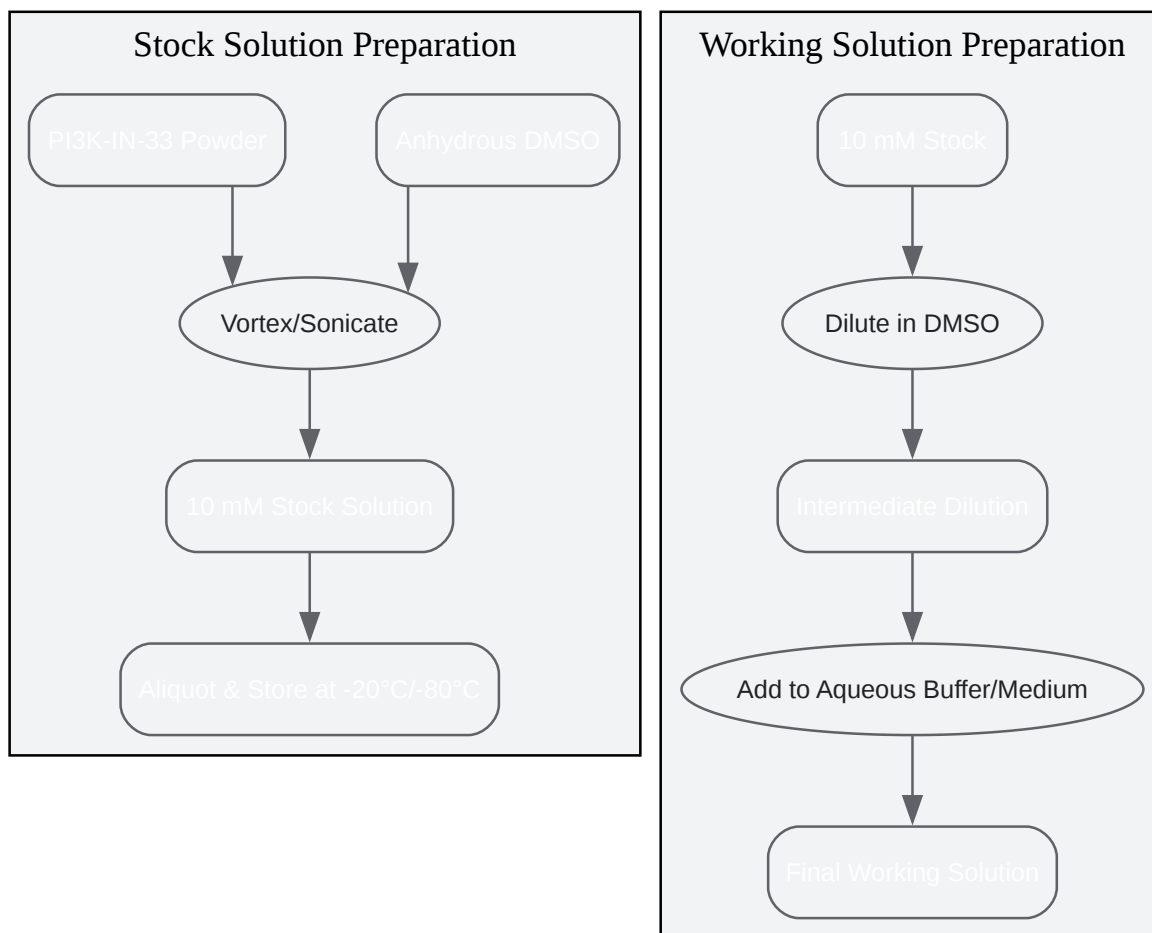 Stock Solution Preparation
PI3K-IN-33 Powder
Anhydrous DMSO
Vortex/Sonicate
10 mM Stock Solution
Aliquot & Store at -20°C/-80°C
Working Solution Preparation
10 mM Stock
Dilute in DMSO
Intermediate Dilution
Add to Aqueous Buffer/Medium
Final Working Solution